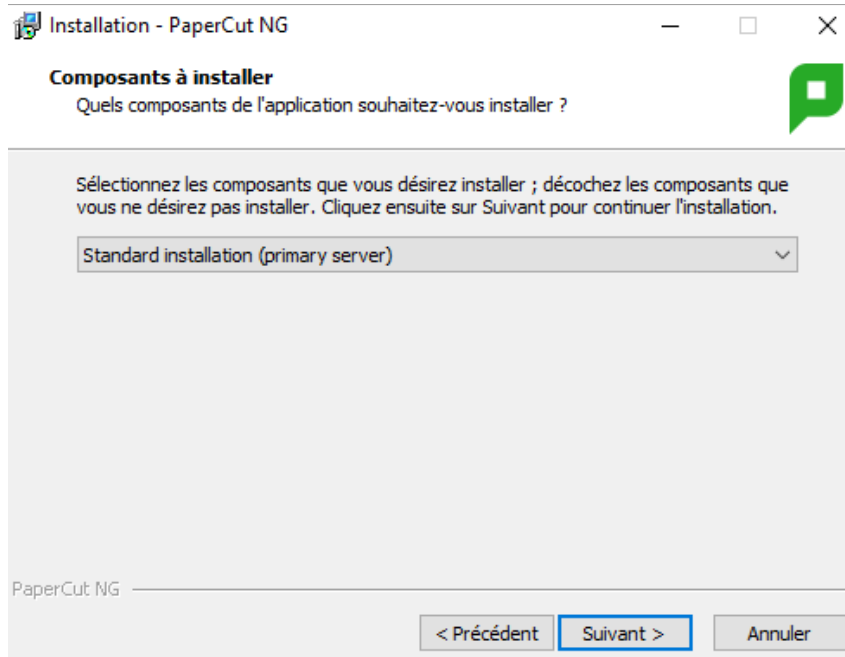 Installation - PaperCut NG
Composants à installer
Quels composants de l'application souhaitez-vous installer ?
Sélectionnez les composants que vous désirez installer ; décochez les composants que
vous ne désirez pas installer. Cliquez ensuite sur Suivant pour continuer l'installation.
Standard installation (primary server)
PaperCut NG
< Précédent
Suivant >
Annuler